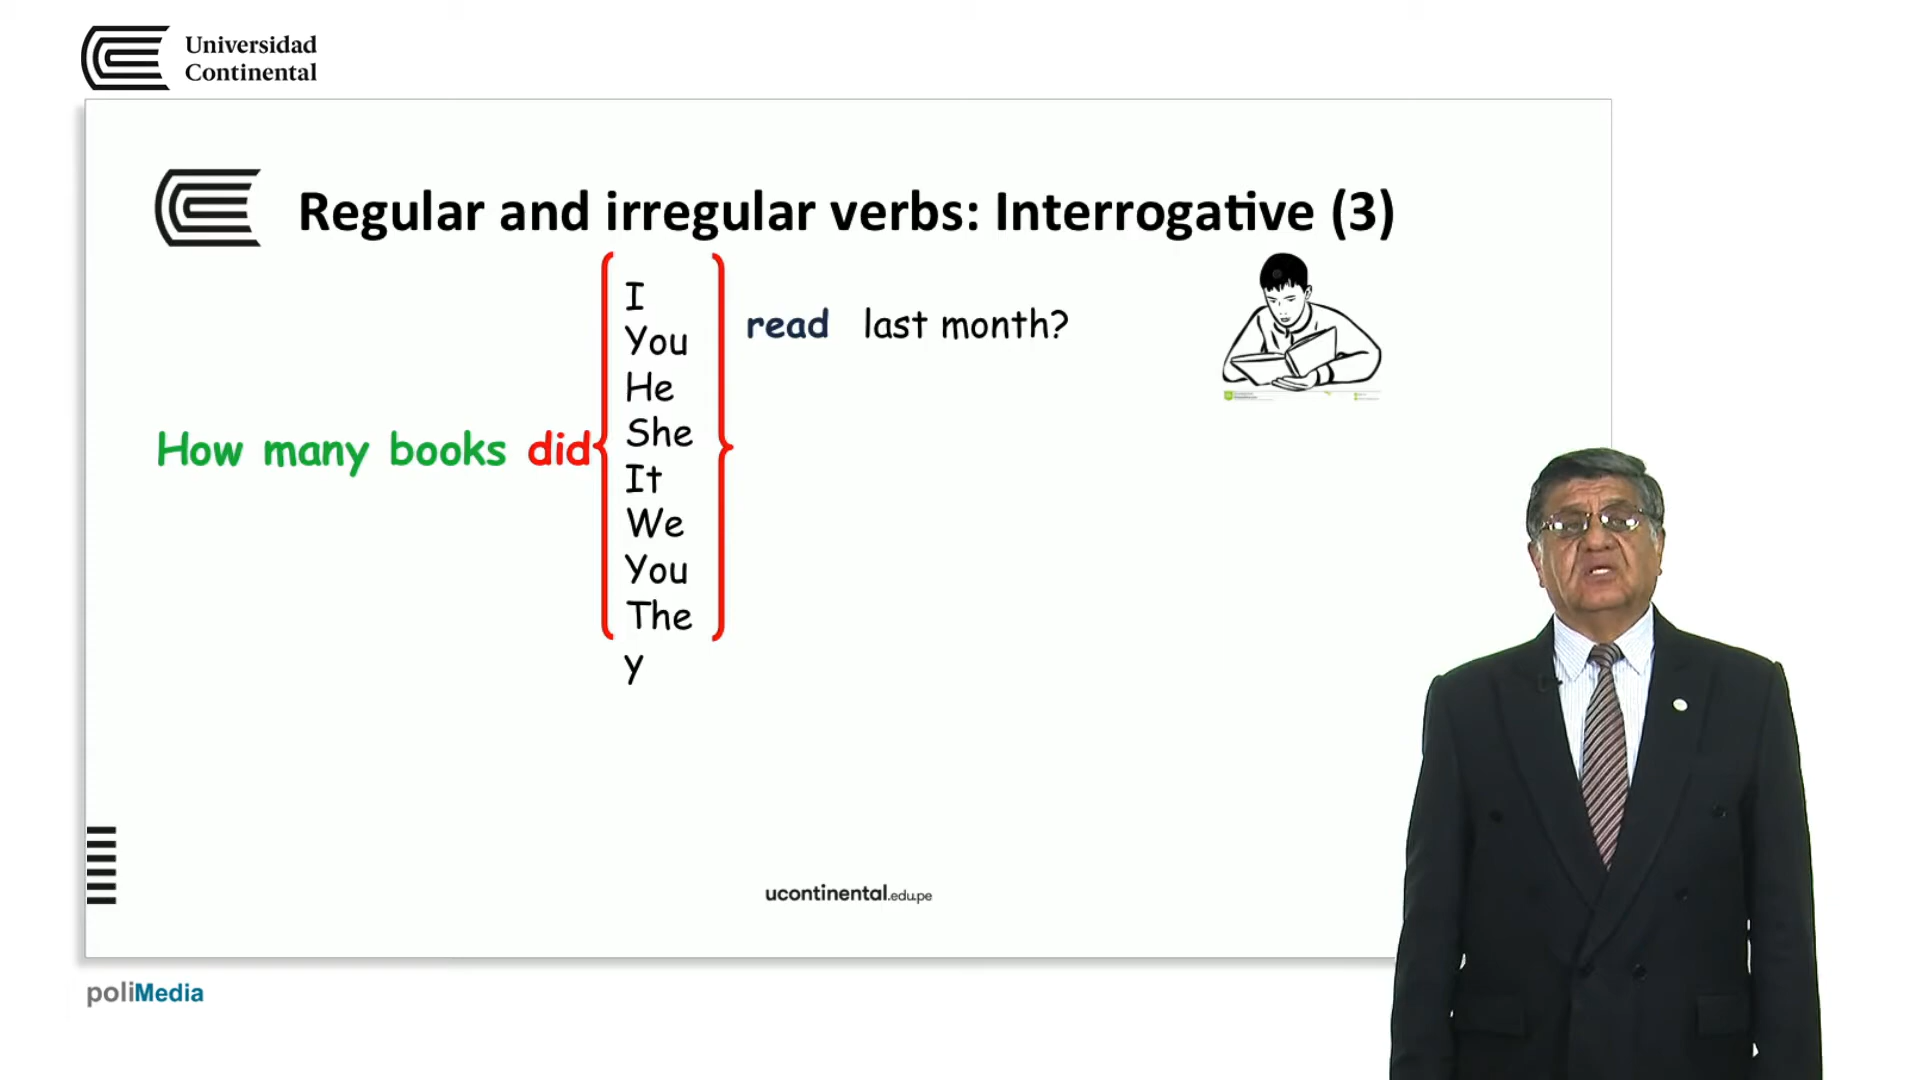 Universidad
Continental
Regular and irregular verbs: Interrogative (3)
I
You
He
She
It
We
You
The
y
read last month?
How many books did
ucontinental.edu.pe
poliMedia